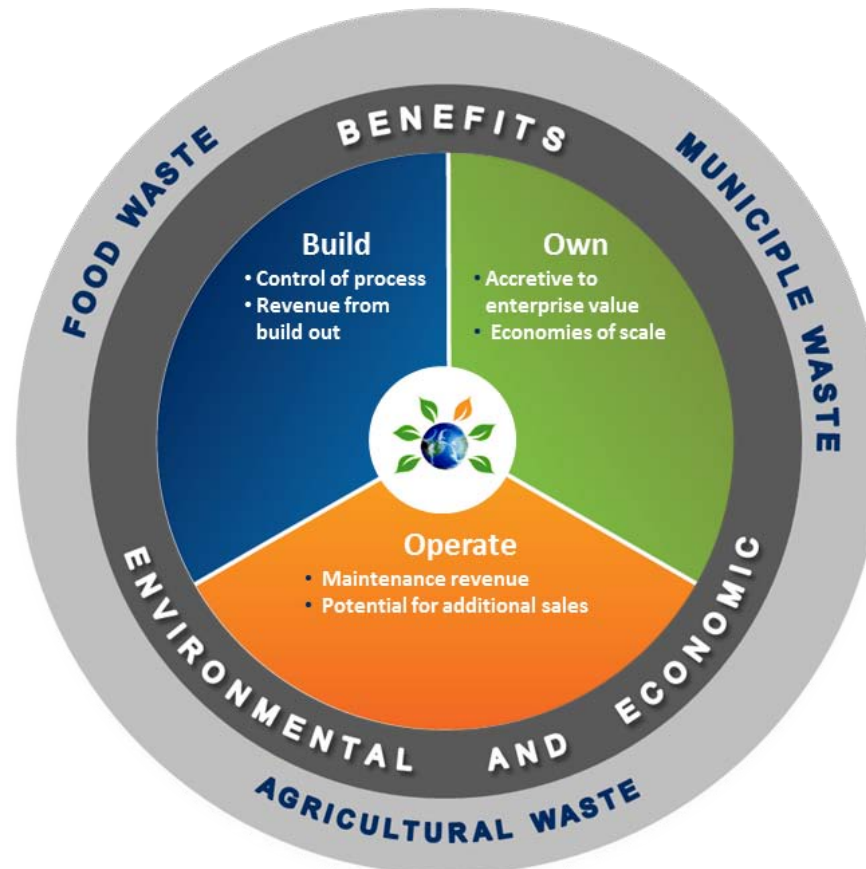 FOOD WASTE
MUNICIPLE WASTE
BENEFITS
Build
• Control of process
• Revenue from
build out
Own
• Accretive to
enterprise value
• Economies of scale
Operate
• Maintenance revenue
• Potential for additional sales
ENVIRONMENTAL AND ECONOMIC
AGRICULTURAL WASTE